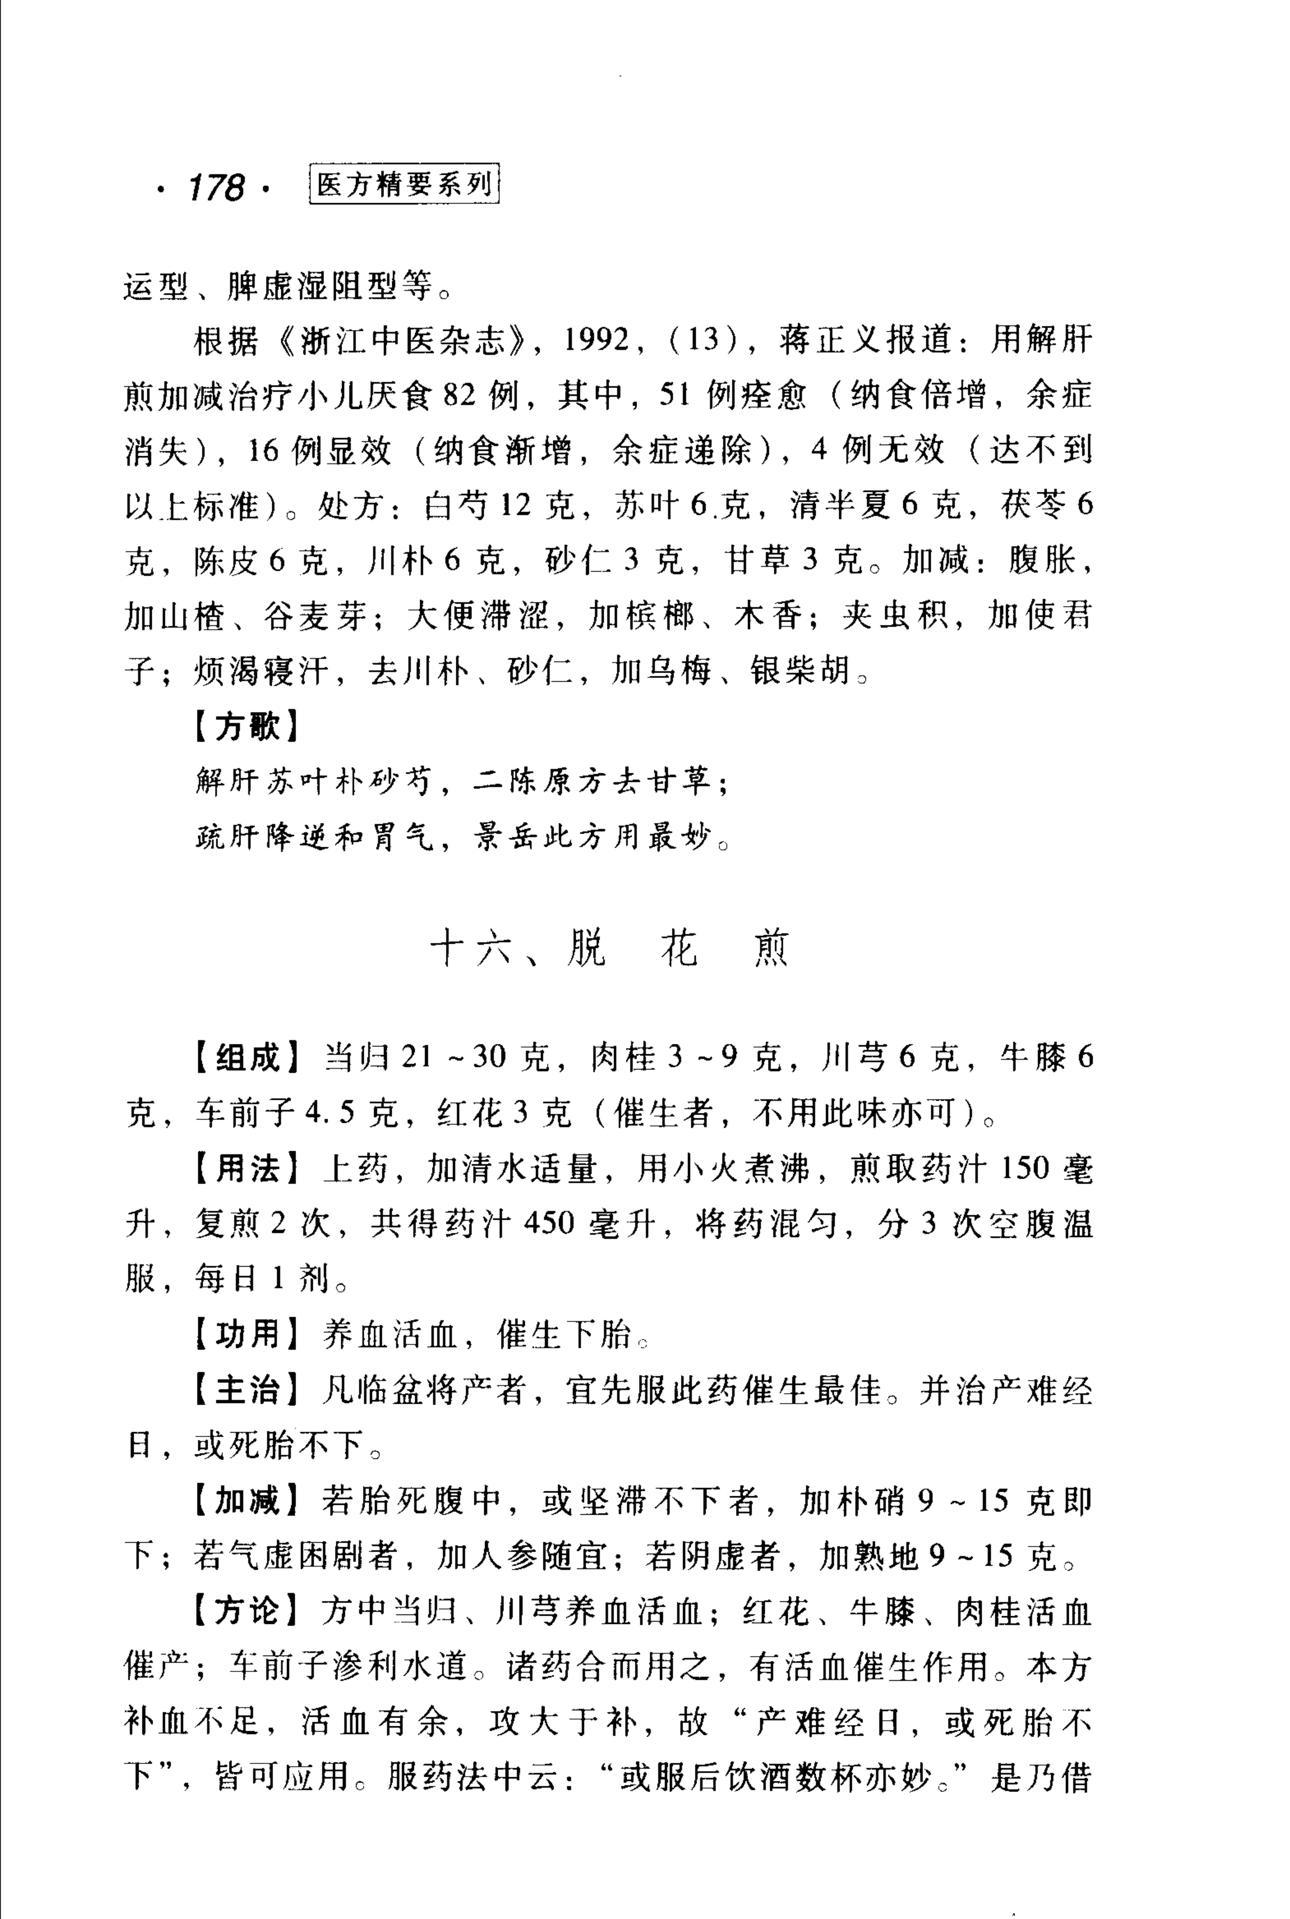 ·178· 医方精要系列
运型、脾虚湿阻型等。
根据《浙江中医杂志》，1992，（13），蒋正义报道：用解肝
煎加减治疗小儿厌食82例，其中，51例痊愈（纳食倍增，余症
消失），16例显效（纳食渐增，余症递除），4例无效（达不到
以上标准）。处方：白芍12克，苏叶6克，清半夏6克，茯苓6
克，陈皮6克，川朴6克，砂仁3克，甘草3克。加减：腹胀，
加山楂、谷麦芽；大便滞涩，加槟榔、木香；夹虫积，加使君
子；烦渴寝汗，去川朴、砂仁，加乌梅、银柴胡。
【方歌】
解肝苏叶朴砂芍，二陈原方去甘草；
疏肝降逆和胃气，景岳此方用最妙。
十六、脱 花 煎
【组成】当归21～30克，肉桂3～9克，川芎6克，牛膝6
克，车前子4.5克，红花3克（催生者，不用此味亦可）。
【用法】上药，加清水适量，用小火煮沸，煎取药汁150毫
升，复煎2次，共得药汁450毫升，将药混匀，分3次空腹温
服，每日1剂。
【功用】养血活血，催生下胎。
【主治】凡临盆将产者，宜先服此药催生最佳。并治产难经
日，或死胎不下。
【加减】若胎死腹中，或坚滞不下者，加朴硝9～15克即
下；若气虚困剧者，加人参随宜；若阴虚者，加熟地9～15克。
【方论】方中当归、川芎养血活血；红花、牛膝、肉桂活血
催产；车前子渗利水道。诸药合而用之，有活血催生作用。本方
补血不足，活血有余，攻大于补，故“产难经日，或死胎不
下”，皆可应用。服药法中云：“或服后饮酒数杯亦妙。”是乃借